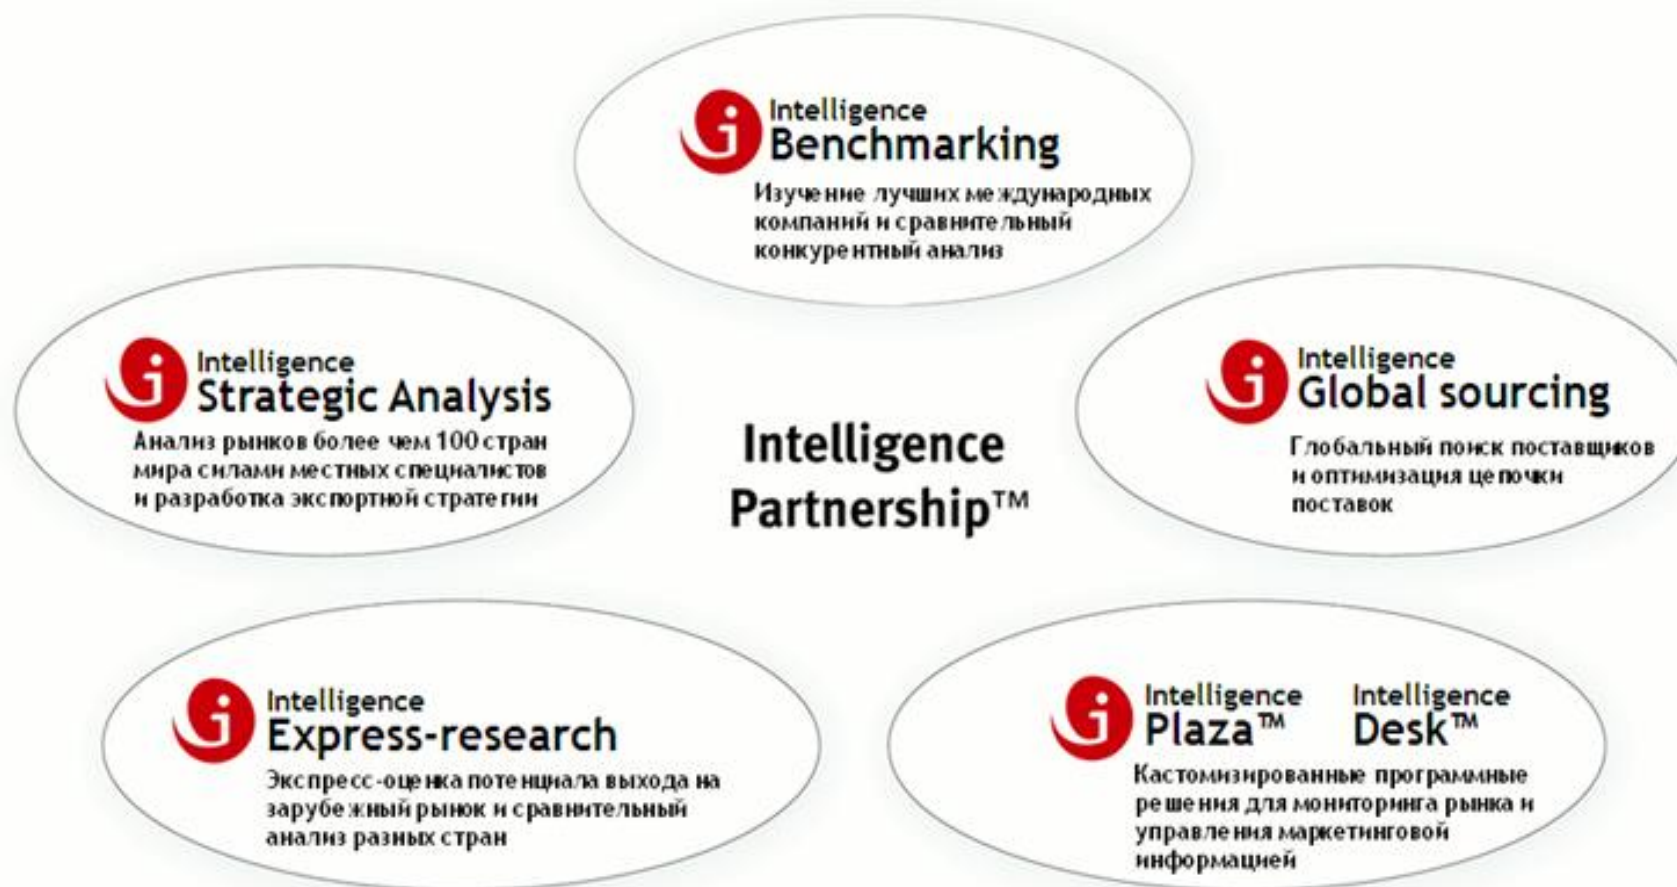 Intelligence
Benchmarking
Изучение лучших международных
компаний и сравнительный
конкурентный анализ
Intelligence
Strategic Analysis
Анализ рынков более чем 100 стран
мира силами местных специалистов
и разработка экспортной стратегии
Intelligence
Partnership™
Intelligence
Global sourcing
Глобальный поиск поставщиков
и оптимизация цепочки
поставок
Intelligence
Express-research
Экспресс-оценка потенциала выхода на
зарубежный рынок и сравнительный
анализ разных стран
Intelligence Intelligence
Plaza™ Desk™
Кастомизированные программные
решения для мониторинга рынка и
управления маркетинговой
информацией